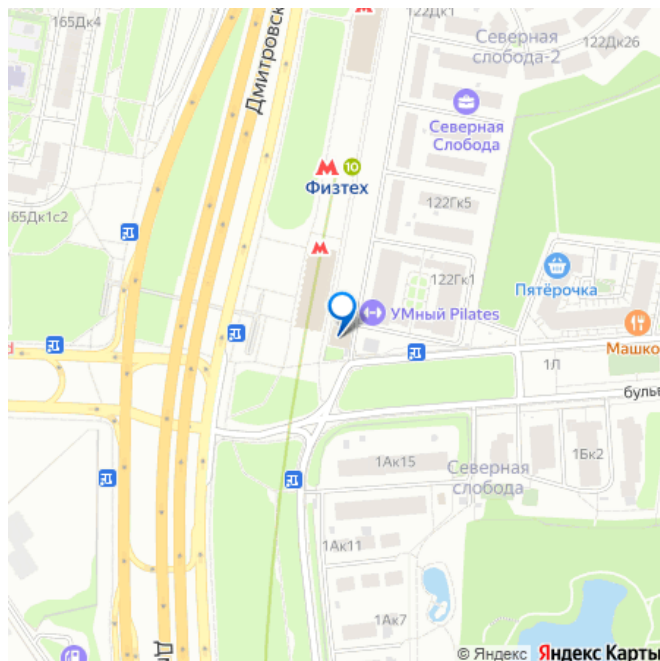 165Дк4
122Дк1
Северная
слобода-2
122Дк26
Дмитровск
Северная
Слобода
М
10
Физтех
122Гк5
165Дк1с2
М
122Гк1
Пятёрочка
УМный Pilates
Машко
1Л
бульв
1Ак15
1Бк2
Северная
слобода
1Ак11
1Ак7
© Яндекс Яндекс Карты